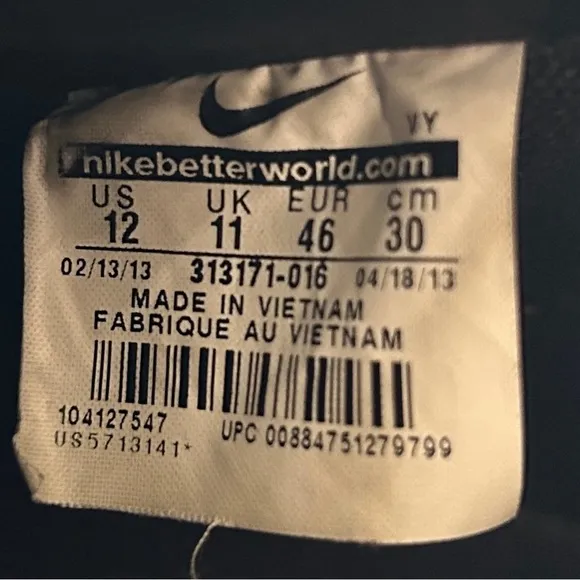 VY
nikebetterworld.com
US UK EUR cm
12 11 46 30
02/13/13 313171-016 04/18/13
MADE IN VIETNAM
FABRIQUE AU VIETNAM
104127547
US5713141* UPC 00884751279799